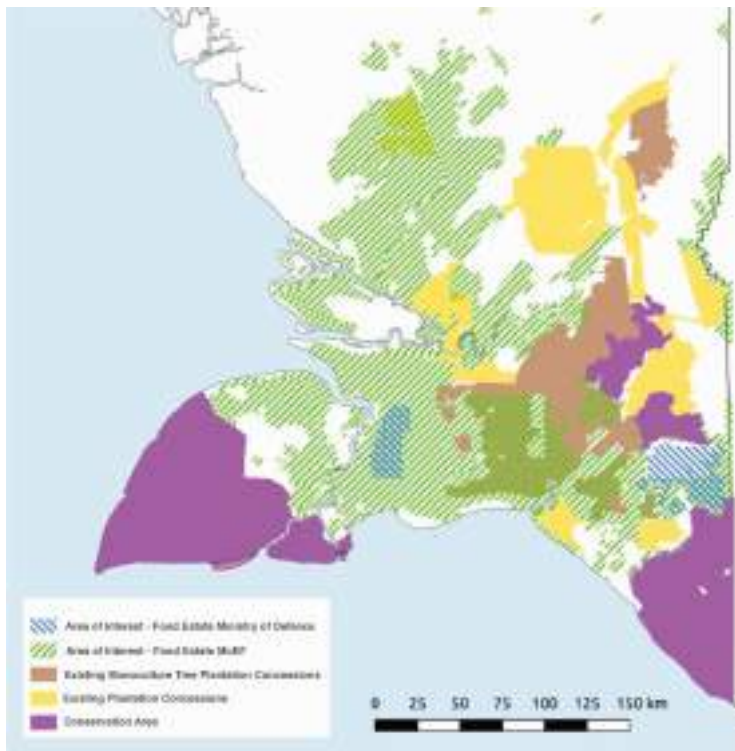 Area of Interest - Food Estate Ministry of Defence
Area of Interest - Food Estate MoEF
Existing Monoculture Tree Plantation Concessions
Existing Plantation Concessions
Conservation Area
0 25 50 75 100 125 150 km